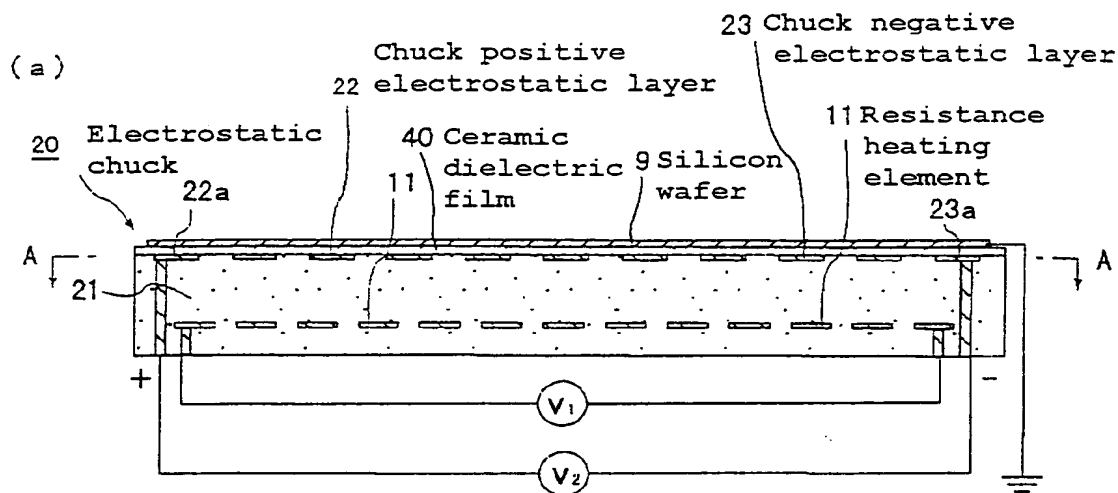 (a)
20 Electrostatic
chuck
22a
Chuck positive
22 electrostatic layer
11
40 Ceramic
dielectric
film
9 Silicon
wafer
23 Chuck negative
electrostatic layer
11 Resistance
heating
element
23a
A
A
21
+
-
V1
V2